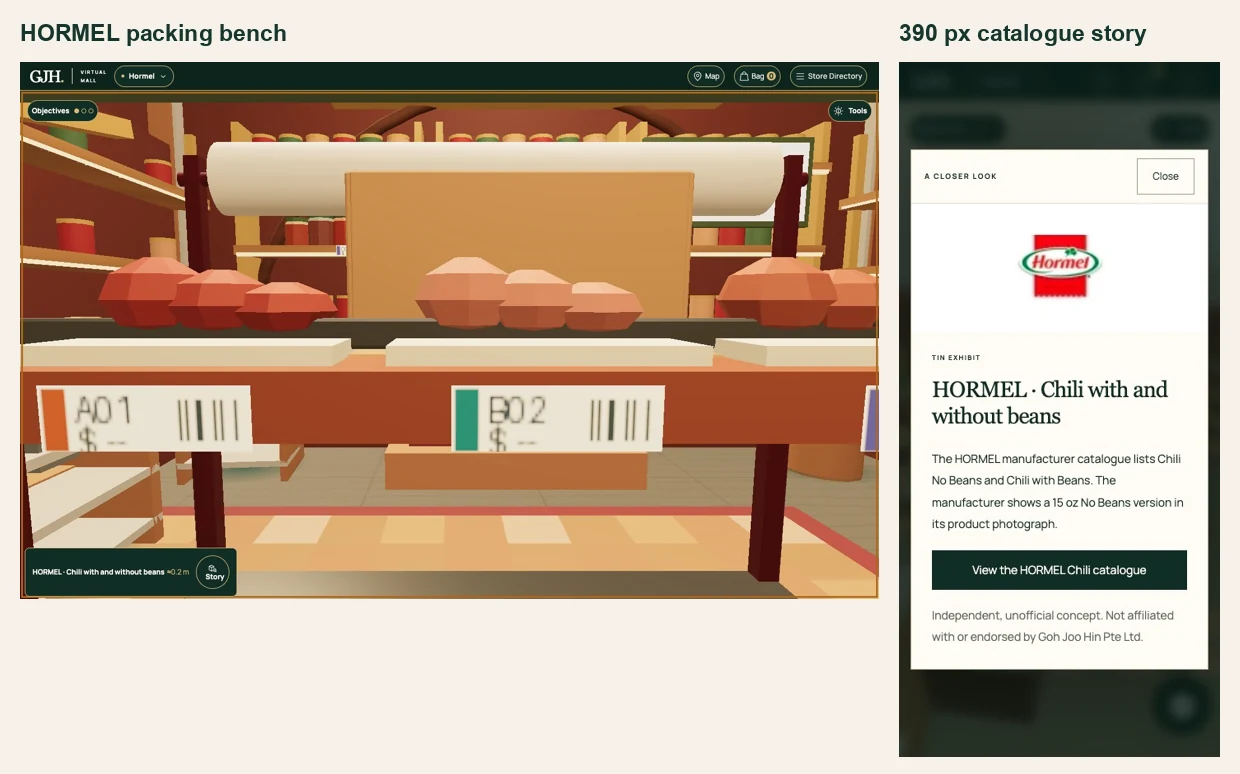 HORMEL packing bench
390 px catalogue story
GJH.
VIRTUAL
MALL
Hormel
Map
Bag 0
Store Directory
Objectives
Tools
A01
$ --
B02
$ --
HORMEL · Chili with and without beans ≈0.2 m
Story
A CLOSER LOOK
Close
Hormel
TIN EXHIBIT
HORMEL · Chili with and
without beans
The HORMEL manufacturer catalogue lists Chili
No Beans and Chili with Beans. The
manufacturer shows a 15 oz No Beans version in
its product photograph.
View the HORMEL Chili catalogue
Independent, unofficial concept. Not affiliated
with or endorsed by Goh Joo Hin Pte Ltd.